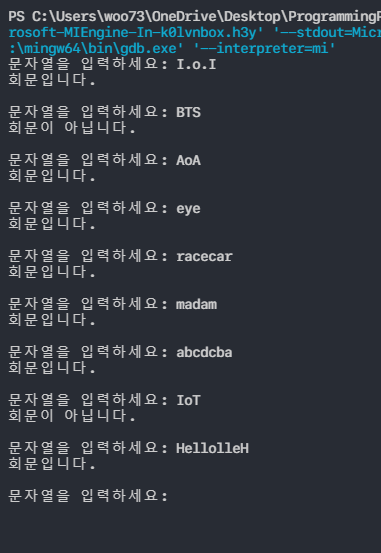 PS C:\Users\woo73\OneDrive\Desktop\ProgrammingP
rosoft-MIEngine-In-k0lvnbox.h3y' '--stdout=Micr
:\mingw64\bin\gdb.exe' '--interpreter=mi'
문자열을 입력하세요: I.o.I
회문입니다.
문자열을 입력하세요: BTS
회문이 아닙니다.
문자열을 입력하세요: AoA
회문입니다.
문자열을 입력하세요: eye
회문입니다.
문자열을 입력하세요: racecar
회문입니다.
문자열을 입력하세요: madam
회문입니다.
문자열을 입력하세요: abcdcba
회문입니다.
문자열을 입력하세요: IoT
회문이 아닙니다.
문자열을 입력하세요: HellolleH
회문입니다.
문자열을 입력하세요: